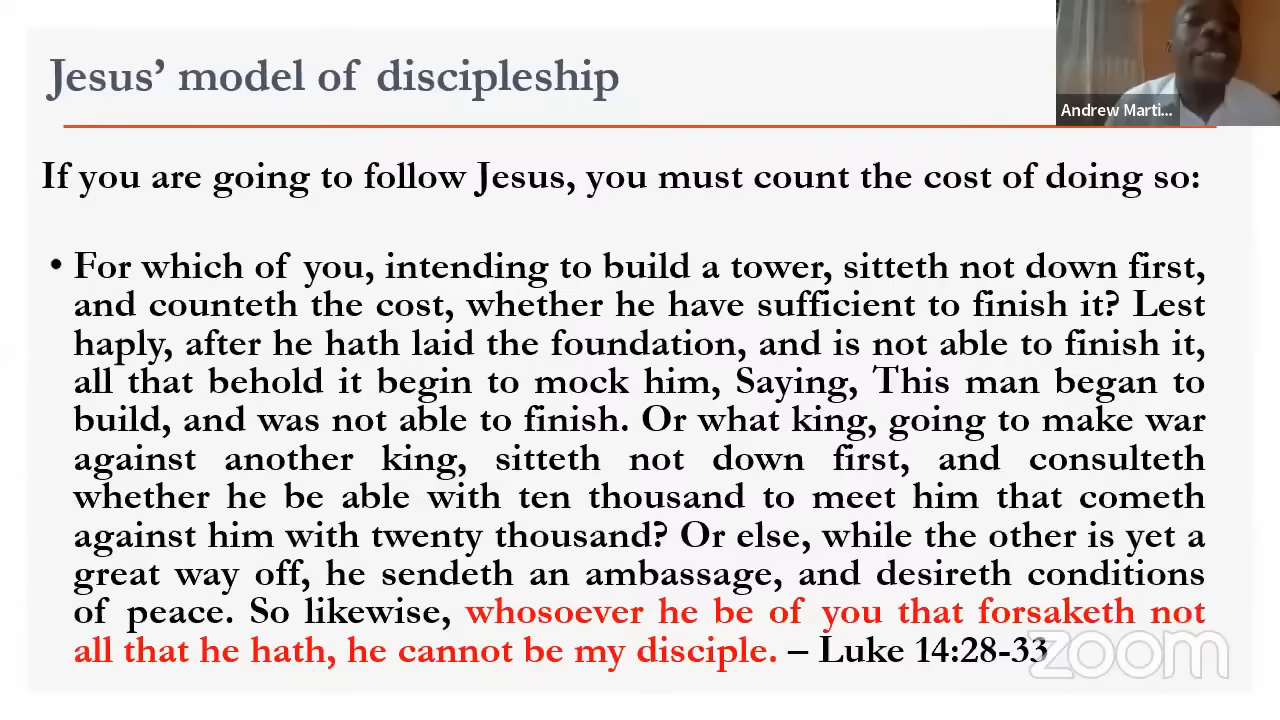 Jesus' model of discipleship
Andrew Marti...
If you are going to follow Jesus, you must count the cost of doing so:
• For which of you, intending to build a tower, sitteth not down first,
and counteth the cost, whether he have sufficient to finish it? Lest
haply, after he hath laid the foundation, and is not able to finish it,
all that behold it begin to mock him, Saying, This man began to
build, and was not able to finish. Or what king, going to make war
against another king, sitteth not down first, and consulteth
whether he be able with ten thousand to meet him that cometh
against him with twenty thousand? Or else, while the other is yet a
great way off, he sendeth an ambassage, and desireth conditions
of peace. So likewise, whosoever he be of you that forsaketh not
all that he hath, he cannot be my disciple. – Luke 14:28-33
zoom